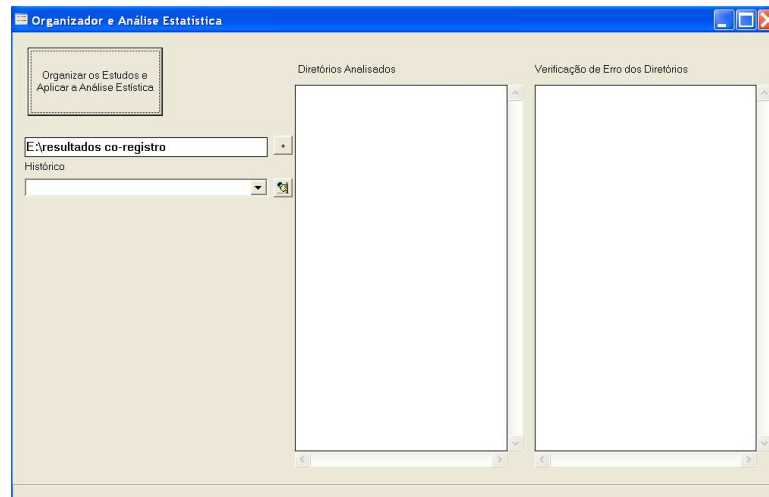 Organizador e Análise Estatística
Organizar os Estudos e
Aplicar a Análise Estística
E:\resultados co-registro
+
Histórico
Diretórios Analisados
Verificação de Erro dos Diretórios